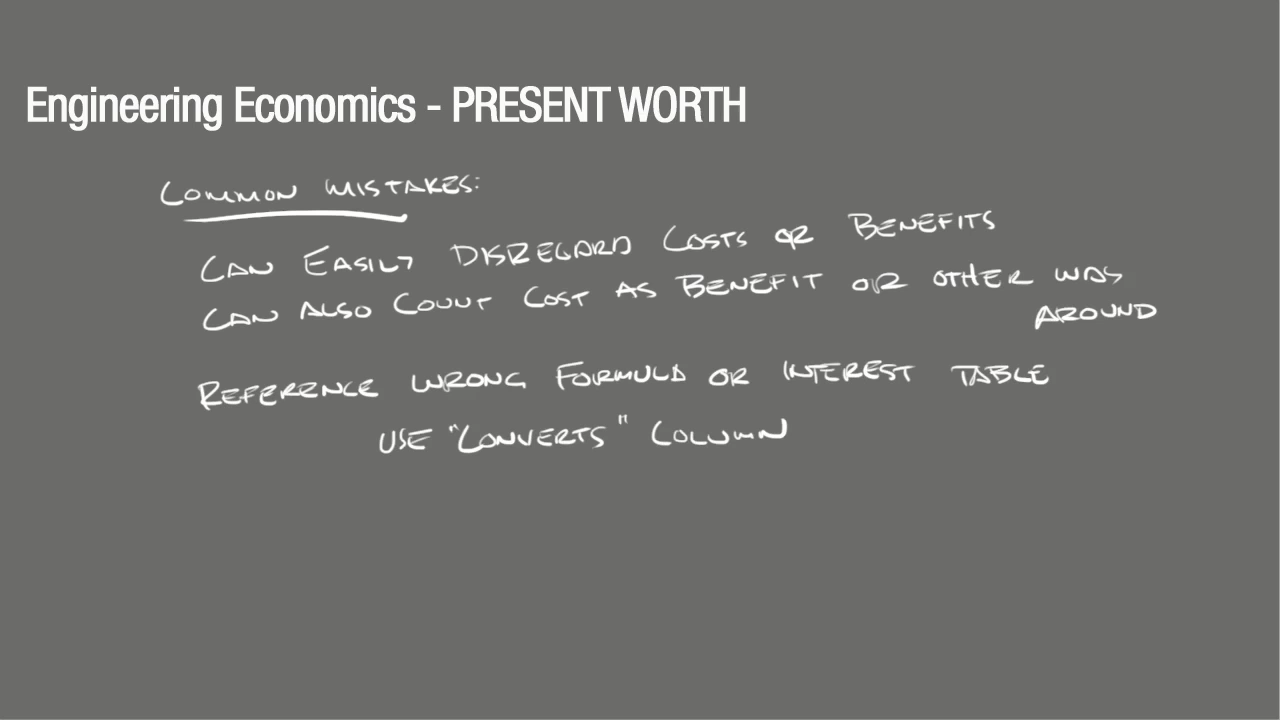 Engineering Economics - PRESENT WORTH
COMMON MISTAKES:
CAN EASILY DISREGARD COSTS OR BENEFITS
CAN ALSO COUNT COST AS BENEFIT OR OTHER WAY
AROUND
REFERENCE WRONG FORMULA OR INTEREST TABLE
USE "CONVERTS" COLUMN